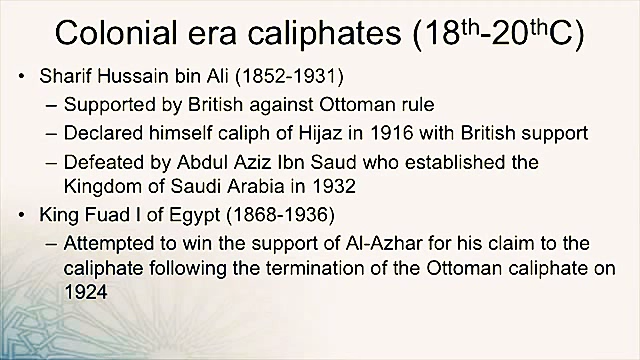 Colonial era caliphates (18th-20thC)
• Sharif Hussain bin Ali (1852-1931)
– Supported by British against Ottoman rule
– Declared himself caliph of Hijaz in 1916 with British support
– Defeated by Abdul Aziz Ibn Saud who established the
Kingdom of Saudi Arabia in 1932
• King Fuad I of Egypt (1868-1936)
– Attempted to win the support of Al-Azhar for his claim to the
caliphate following the termination of the Ottoman caliphate on
1924